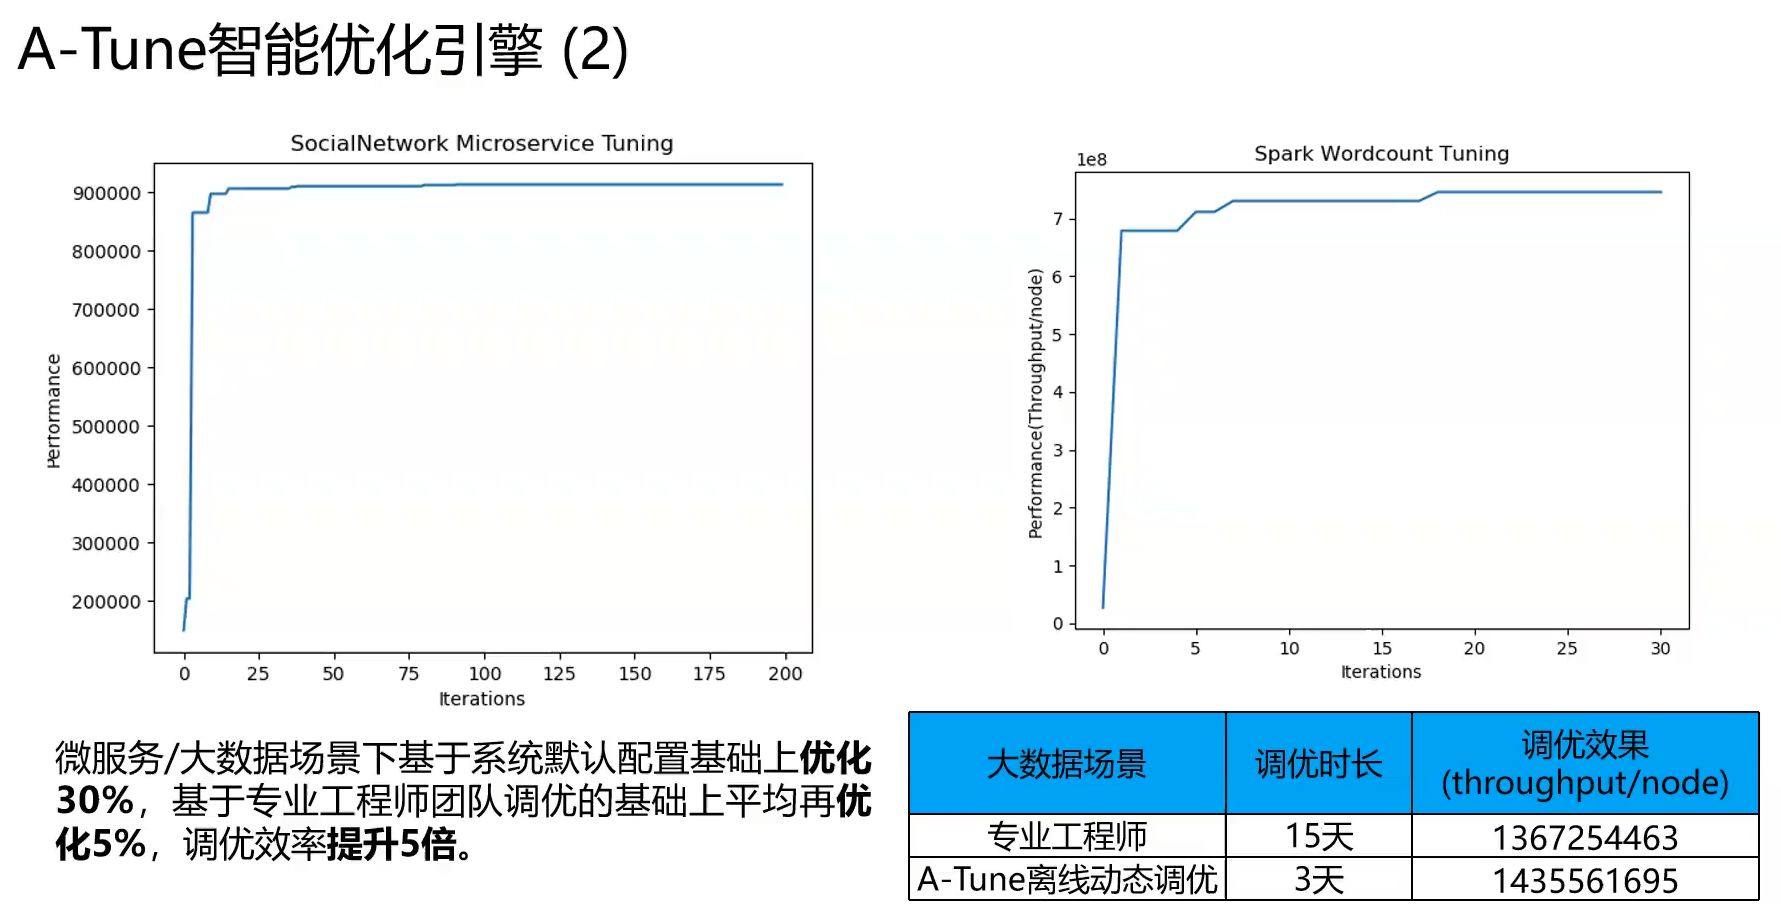 A-Tune智能优化引擎 (2)
SocialNetwork Microservice Tuning
900000
800000
700000
600000
500000
400000
300000
200000
Performance
0 25 50 75 100 125 150 175 200
Iterations
1e8
Spark Wordcount Tuning
7
6
5
4
3
2
1
0
Performance(Throughput/node)
0 5 10 15 20 25 30
Iterations
微服务/大数据场景下基于系统默认配置基础上优化
30%，基于专业工程师团队调优的基础上平均再优
化5%，调优效率提升5倍。
大数据场景 调优时长 调优效果
(throughput/node)
专业工程师 15天 1367254463
A-Tune离线动态调优 3天 1435561695